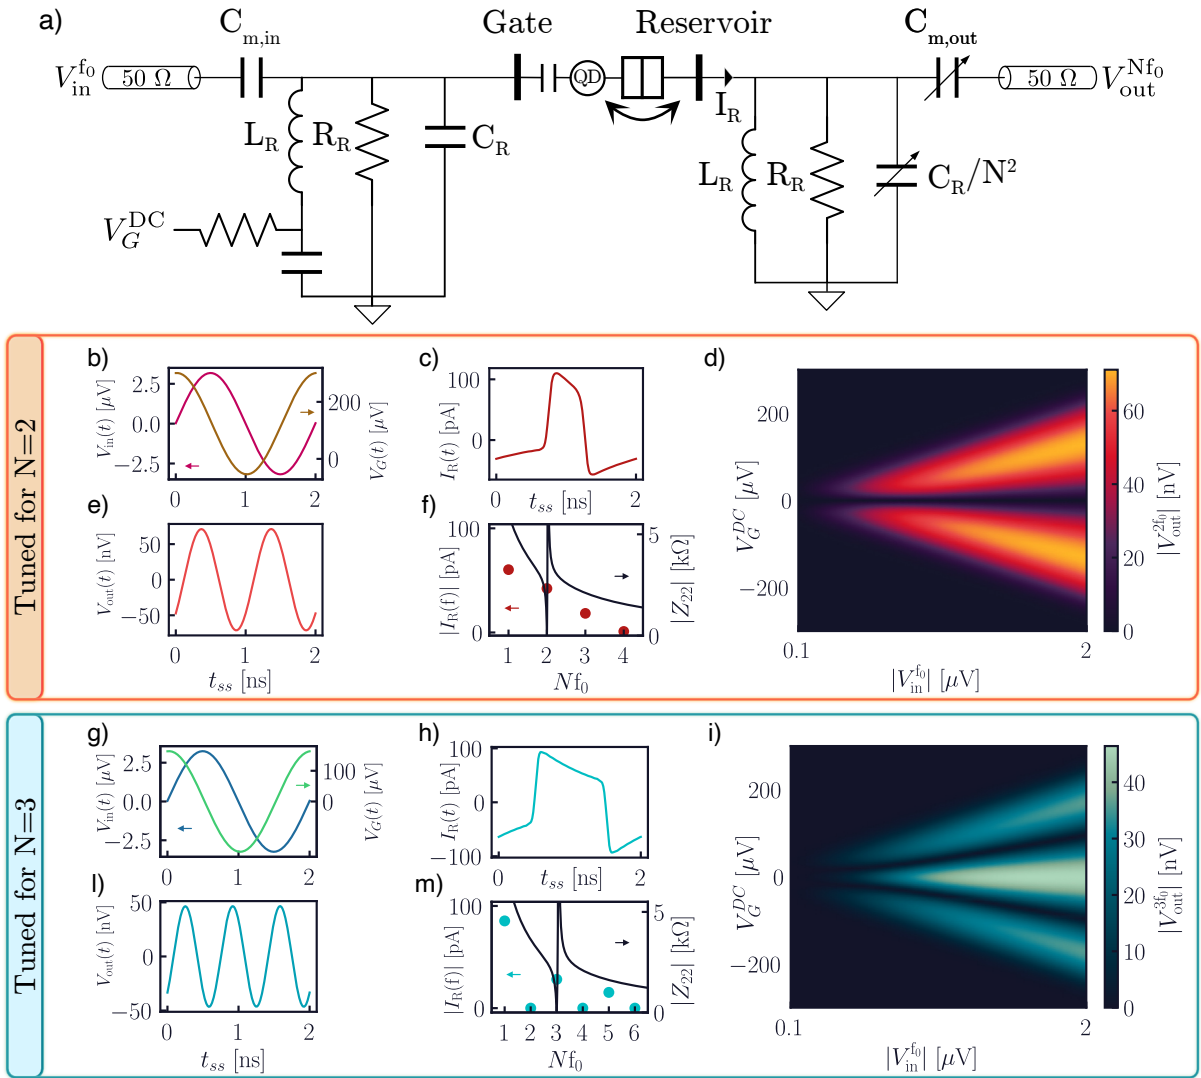 a)
C_m,in
Gate
Reservoir
C_m,out
V_in^f₀
50 Ω
QD
50 Ω
V_out^Nf₀
I_R
L_R
R_R
C_R
L_R
R_R
C_R/N²
V_G^DC
Tuned for N=2
b)
V_in(t) [μV]
2.5
0.0
−2.5
0
1
2
200
0
V_G(t) [μV]
c)
I_R(t) [pA]
100
0
0
2
t_ss [ns]
d)
V_G^DC [μV]
200
0
−200
0.1
2
|V_in^f₀| [μV]
60
40
20
0
|V_out^2f₀| [nV]
e)
V_out(t) [nV]
50
0
−50
0
1
2
t_ss [ns]
f)
|I_R(f)| [pA]
100
0
1
2
3
4
Nf₀
5
0
|Z₂₂| [kΩ]
Tuned for N=3
g)
V_in(t) [μV]
2.5
0.0
−2.5
0
1
2
100
0
V_G(t) [μV]
h)
I_R(t) [pA]
100
0
−100
0
2
t_ss [ns]
i)
V_G^DC [μV]
200
0
−200
0.1
2
|V_in^f₀| [μV]
40
30
20
10
0
|V_out^3f₀| [nV]
l)
V_out(t) [nV]
50
0
−50
0
1
2
t_ss [ns]
m)
|I_R(f)| [pA]
100
0
1
2
3
4
5
6
Nf₀
5
0
|Z₂₂| [kΩ]